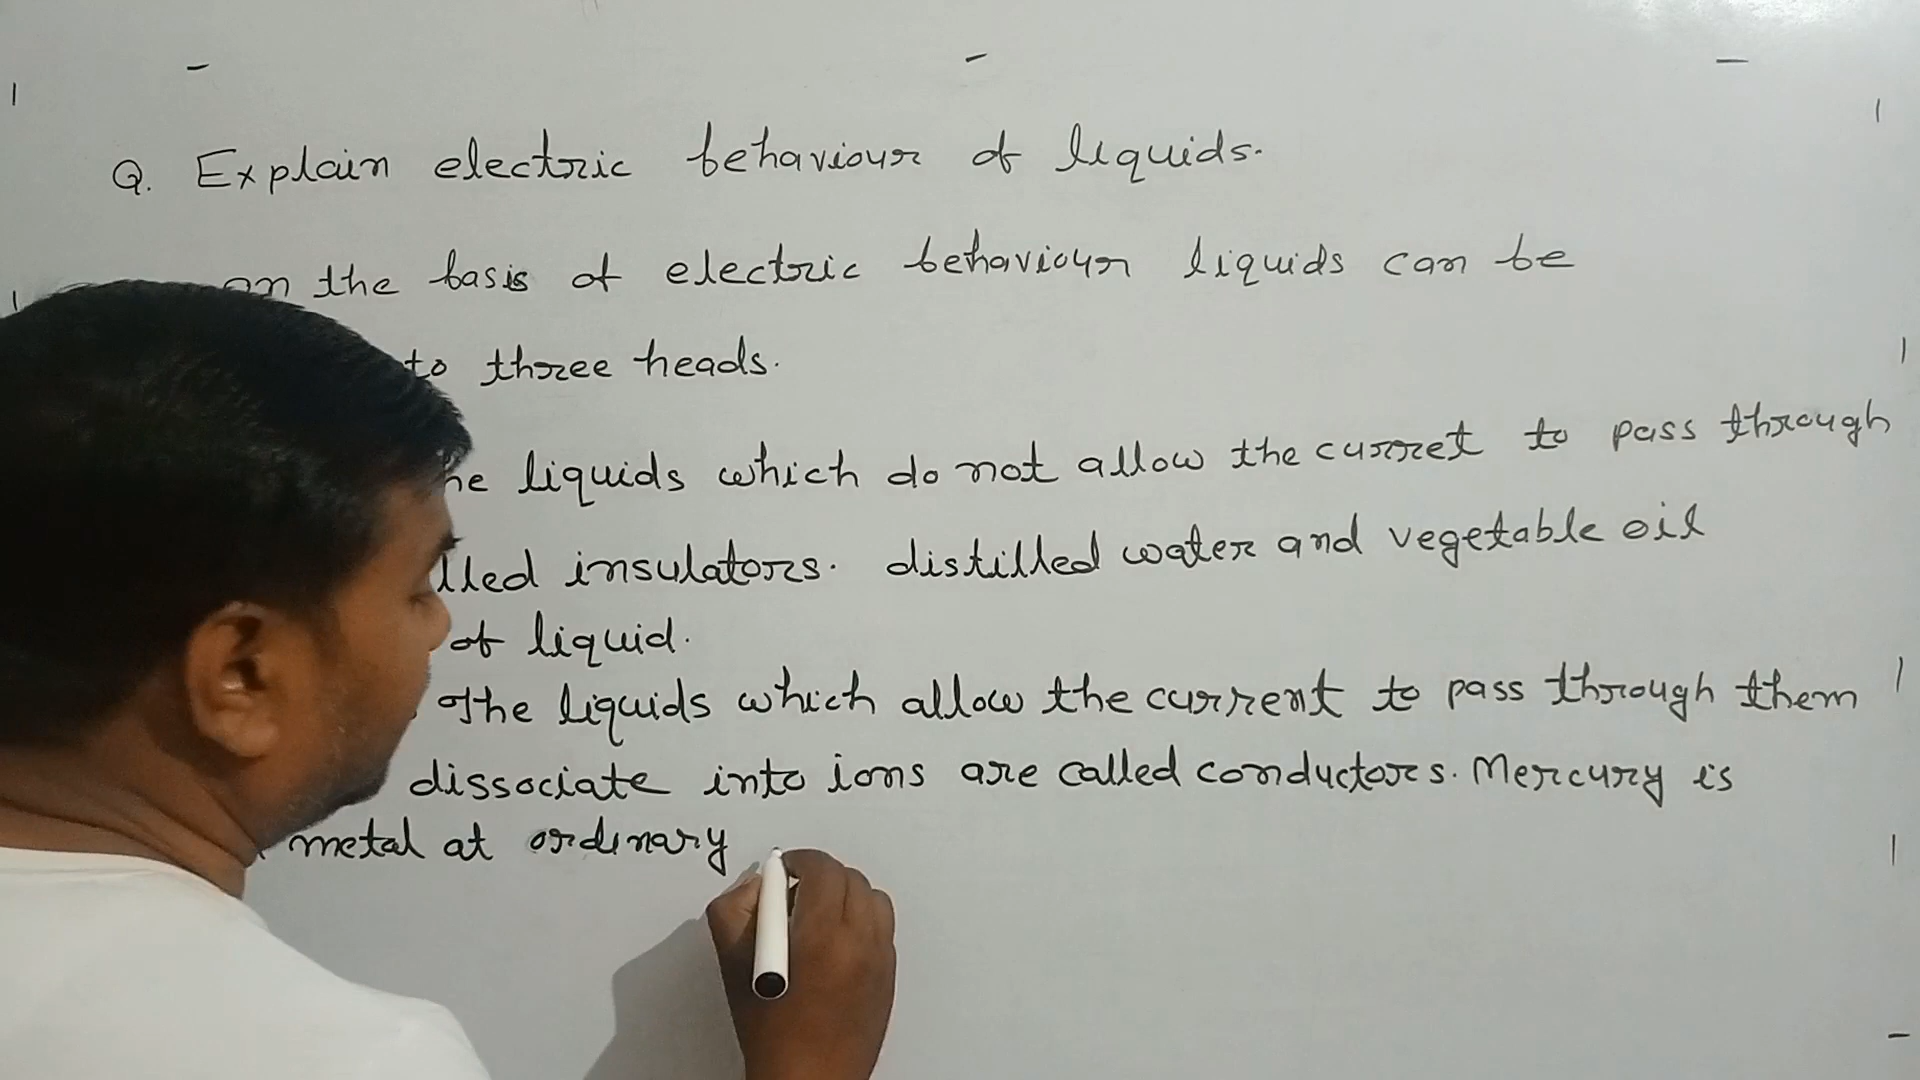 Q. Explain electric behaviour of liquids.
on the basis of electric behaviour liquids can be
to three heads.
he liquids which do not allow the curret to pass through
lled insulators. distilled water and vegetable oil
of liquid.
The liquids which allow the current to pass through them
dissociate into ions are called conductors. Mercury is
metal at ordinary